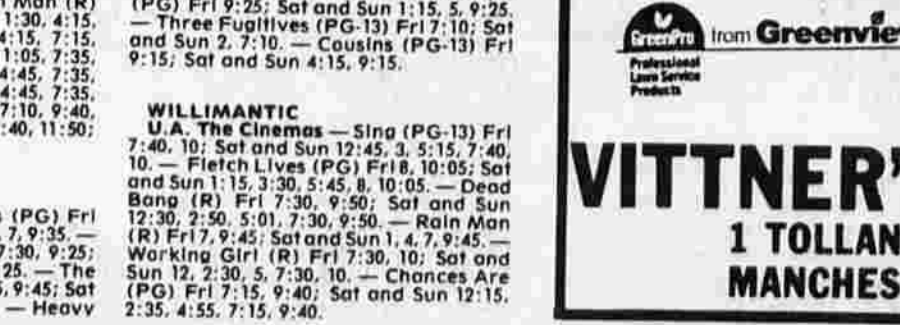 Man (R)
1:30, 4:15,
4:15, 7:15,
1:05, 7:35,
4:45, 7:35,
4:45, 7:35,
7:10, 9:40,
:40, 11:50;
(PG) Fri
7, 9:35. —
7:30, 9:25;
25. — The
5, 9:45; Sat
— Heavy
(PG) Fri 9:25; Sat and Sun 1:15, 5, 9:25.
— Three Fugitives (PG-13) Fri 7:10; Sat
and Sun 2, 7:10. — Cousins (PG-13) Fri
9:15; Sat and Sun 4:15, 9:15.
WILLIMANTIC
U.A. The Cinemas — Sing (PG-13) Fri
7:40, 10; Sat and Sun 12:45, 3, 5:15, 7:40,
10. — Fletch Lives (PG) Fri 8, 10:05; Sat
and Sun 1:15, 3:30, 5:45, 8, 10:05. — Dead
Bang (R) Fri 7:30, 9:50; Sat and Sun
12:30, 2:50, 5:01, 7:30, 9:50. — Rain Man
(R) Fri 7, 9:45; Sat and Sun 1, 4, 7, 9:45. —
Working Girl (R) Fri 7:30, 10; Sat and
Sun 12, 2:30, 5, 7:30, 10. — Chances Are
(PG) Fri 7:15, 9:40; Sat and Sun 12:15,
2:35, 4:55, 7:15, 9:40.
GreenPro from Greenvie
Professional
Lawn Service
Products
VITTNER'
1 TOLLAN
MANCHES